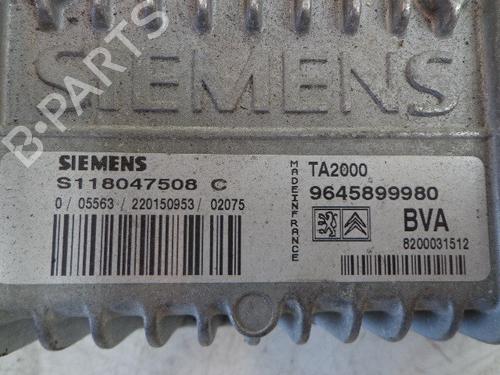 B-PARTS
SIEMENS
SIEMENS
S118047508 C
0 / 05563 / 220150953 / 02075
MADE IN FRANCE
TA2000
9645899980
BVA
8200031512